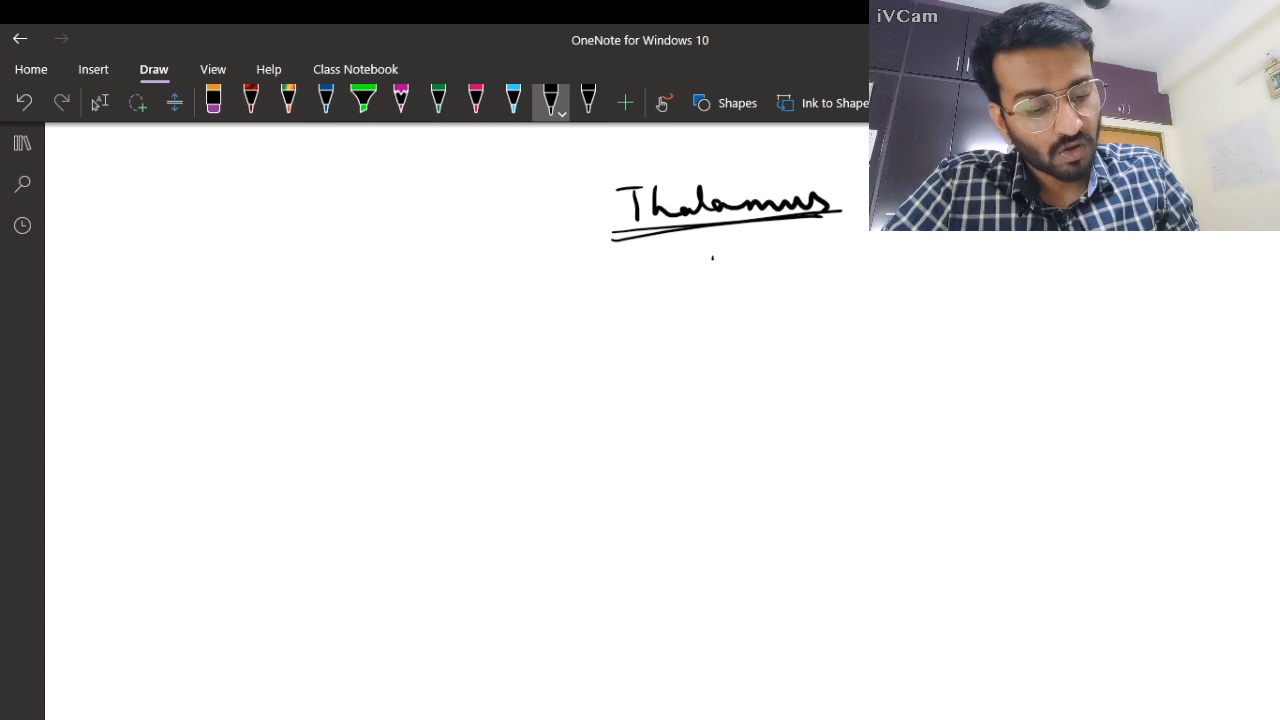 iVCam
OneNote for Windows 10
Home Insert Draw View Help Class Notebook
Shapes Ink to Shape
Thalamus